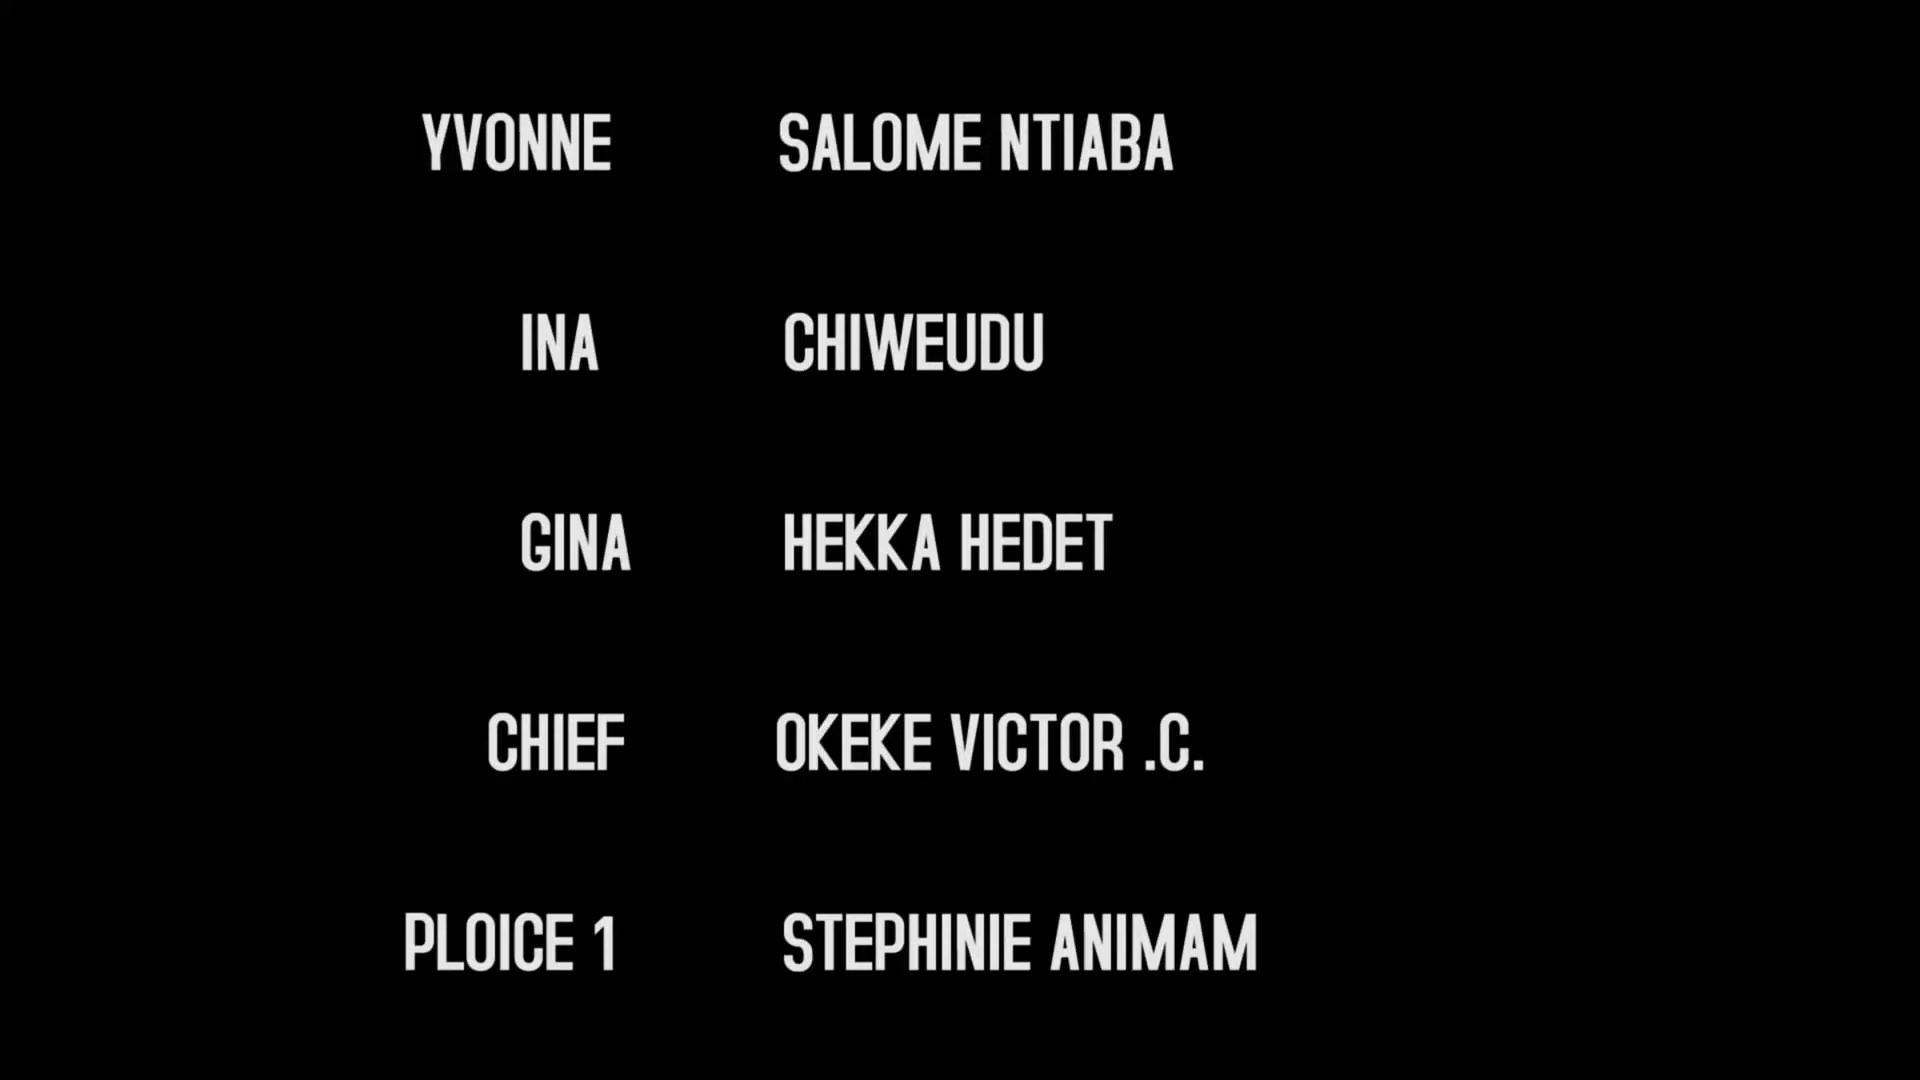 YVONNE SALOME NTIABA
INA CHIWEUDU
GINA HEKKA HEDET
CHIEF OKEKE VICTOR .C.
PLOICE 1 STEPHINIE ANIMAM